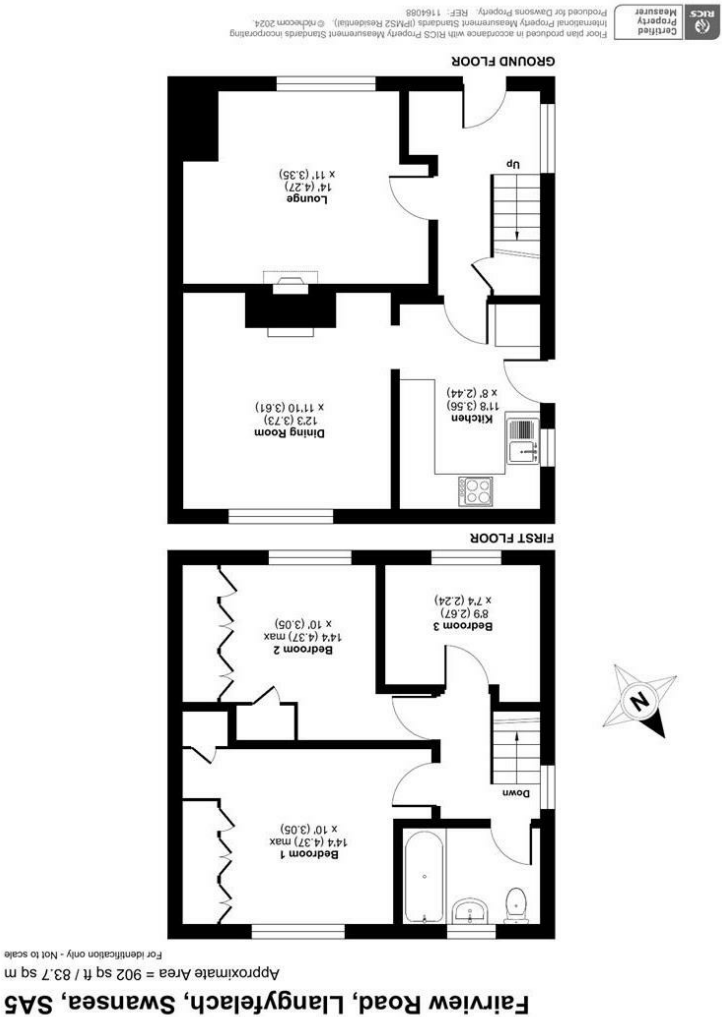 Fairview Road, Llangyfelach, Swansea, SA5
Approximate Area = 902 sq ft / 83.7 sq m
For identification only - Not to scale
Bedroom 1
14'4 (4.37) max
x 10' (3.05)
Down
N
Bedroom 3
8'9 (2.67)
x 7'4 (2.24)
Bedroom 2
14'4 (4.37) max
x 10' (3.05)
FIRST FLOOR
Kitchen
11'8 (3.56)
x 8' (2.44)
Dining Room
12'3 (3.73)
x 11'10 (3.61)
Up
Lounge
14' (4.27)
x 11' (3.35)
GROUND FLOOR
Certified
Property
Measurer
RICS
Floor plan produced in accordance with RICS Property Measurement Standards incorporating
International Property Measurement Standards (IPMS2 Residential). © nichecom 2024.
Produced for Dawsons Property. REF: 1164088